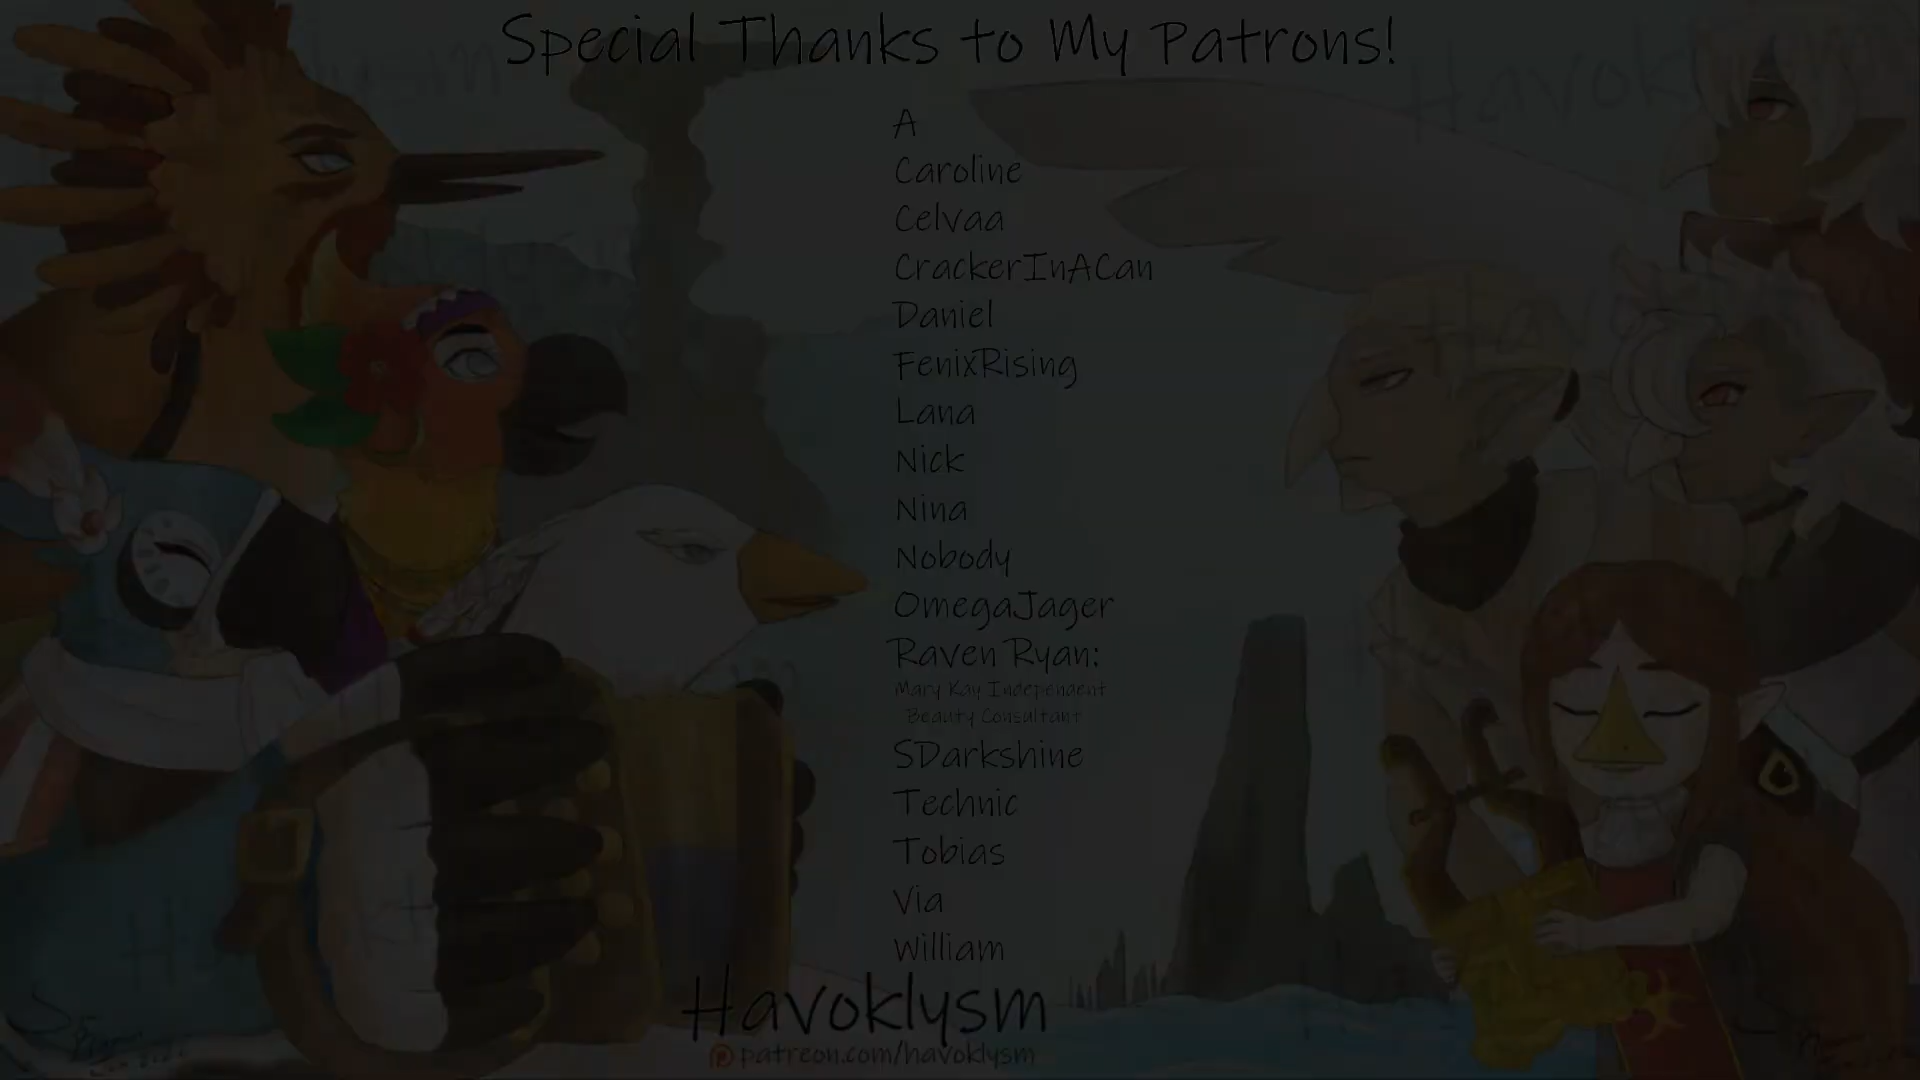 Special Thanks to My Patrons!
A
Caroline
Celvaa
CrackerInACan
Daniel
FenixRising
Lana
Nick
Nina
Nobody
OmegaJager
Raven Ryan:
Mary Kay Independent
Beauty Consultant
SDarkshine
Technic
Tobias
Via
William
Havoklysm
patreon.com/havoklysm